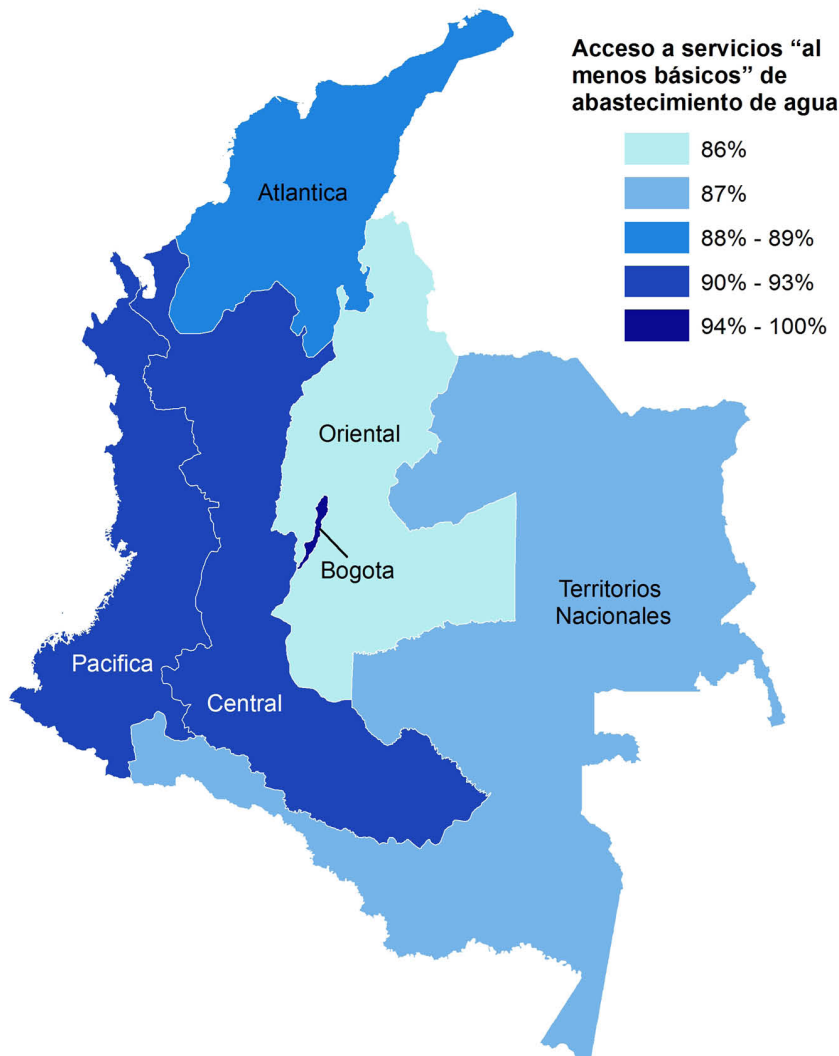 Acceso a servicios “al
menos básicos” de
abastecimiento de agua
86%
87%
88% - 89%
90% - 93%
94% - 100%
Atlantica
Oriental
Bogota
Territorios
Nacionales
Pacifica
Central